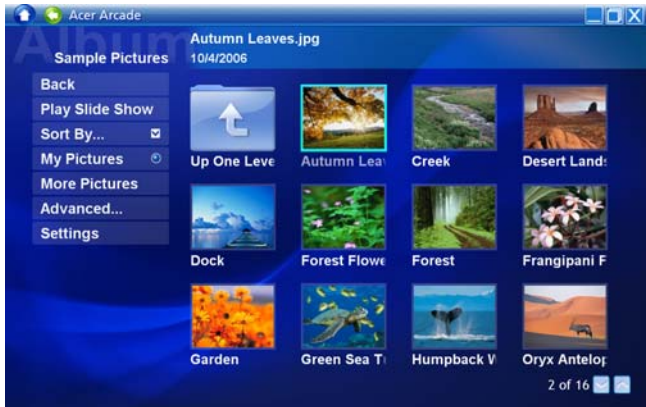 Acer Arcade
Album
Autumn Leaves.jpg
Sample Pictures
10/4/2006
Back
Play Slide Show
Sort By...
My Pictures
More Pictures
Advanced...
Settings
Up One Leve
Autumn Lea
Creek
Desert Lands
Dock
Forest Flowe
Forest
Frangipani F
Garden
Green Sea T
Humpback W
Oryx Antelop
2 of 16